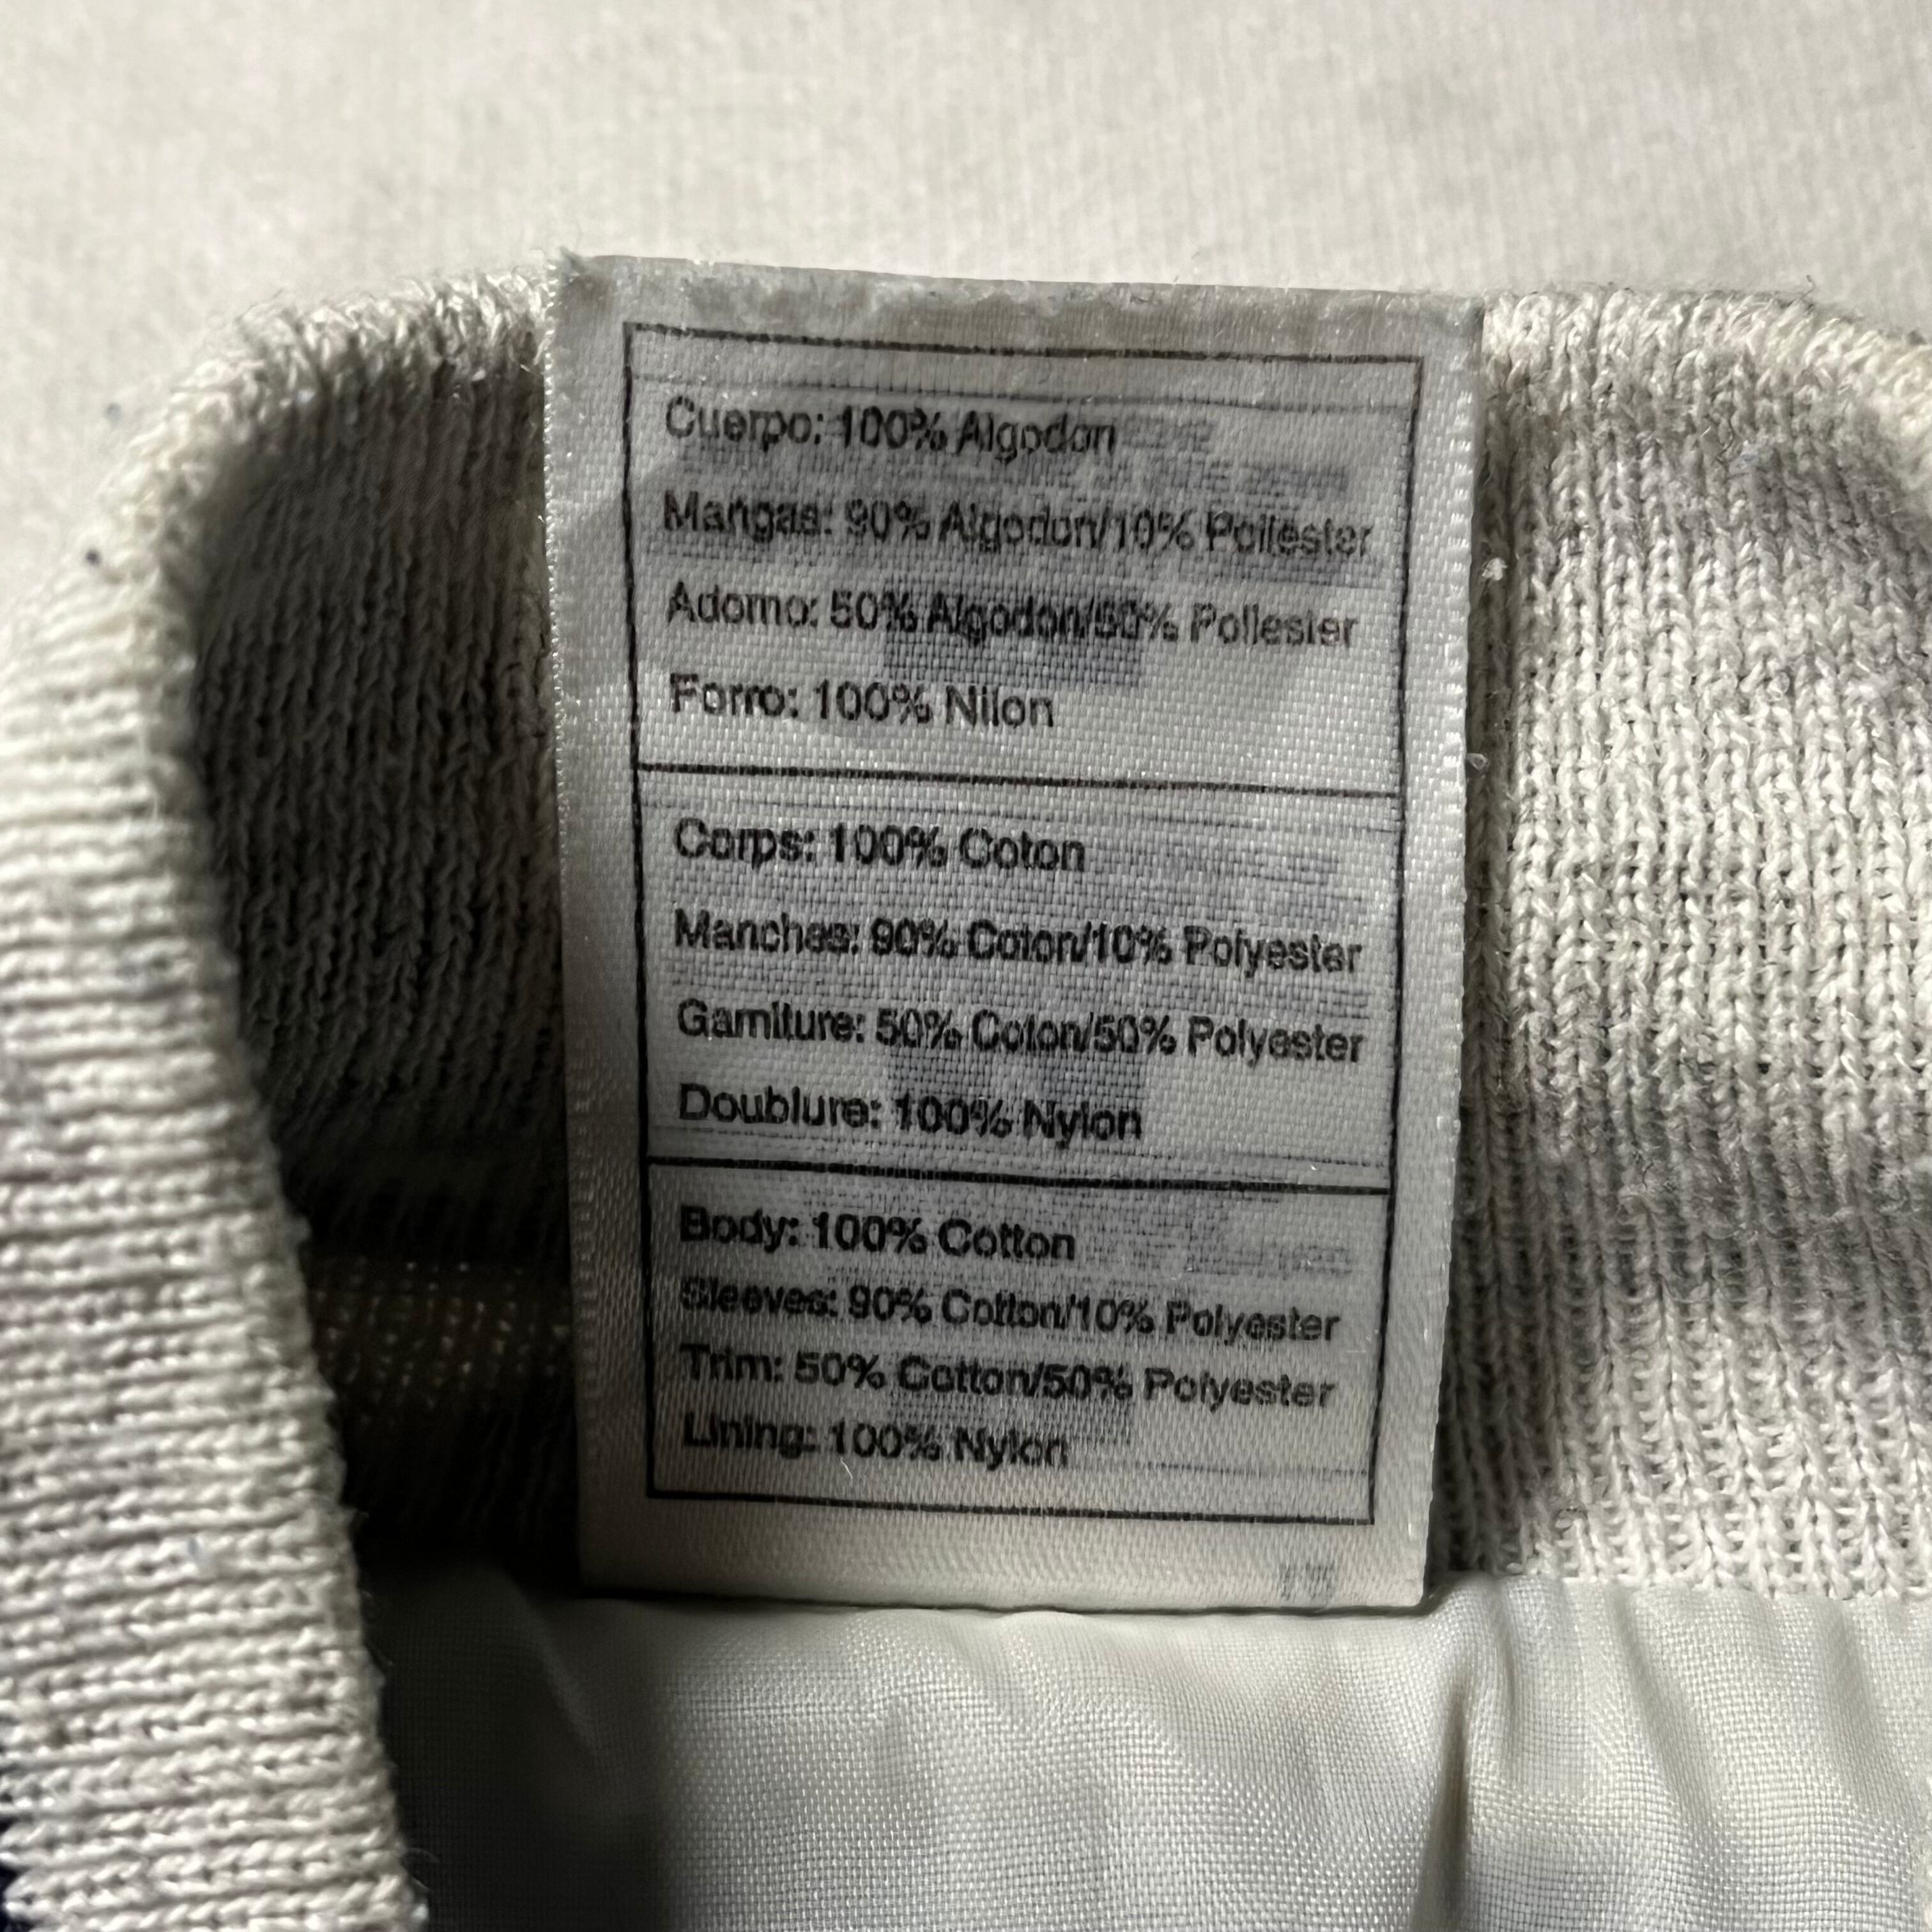 Cuerpo: 100% Algodon
Mangas: 90% Algodon/10% Poliester
Adorno: 50% Algodon/50% Poliester
Forro: 100% Nilon
Corps: 100% Coton
Manches: 90% Coton/10% Polyester
Garniture: 50% Coton/50% Polyester
Doublure: 100% Nylon
Body: 100% Cotton
Sleeves: 90% Cotton/10% Polyester
Trim: 50% Cotton/50% Polyester
Lining: 100% Nylon